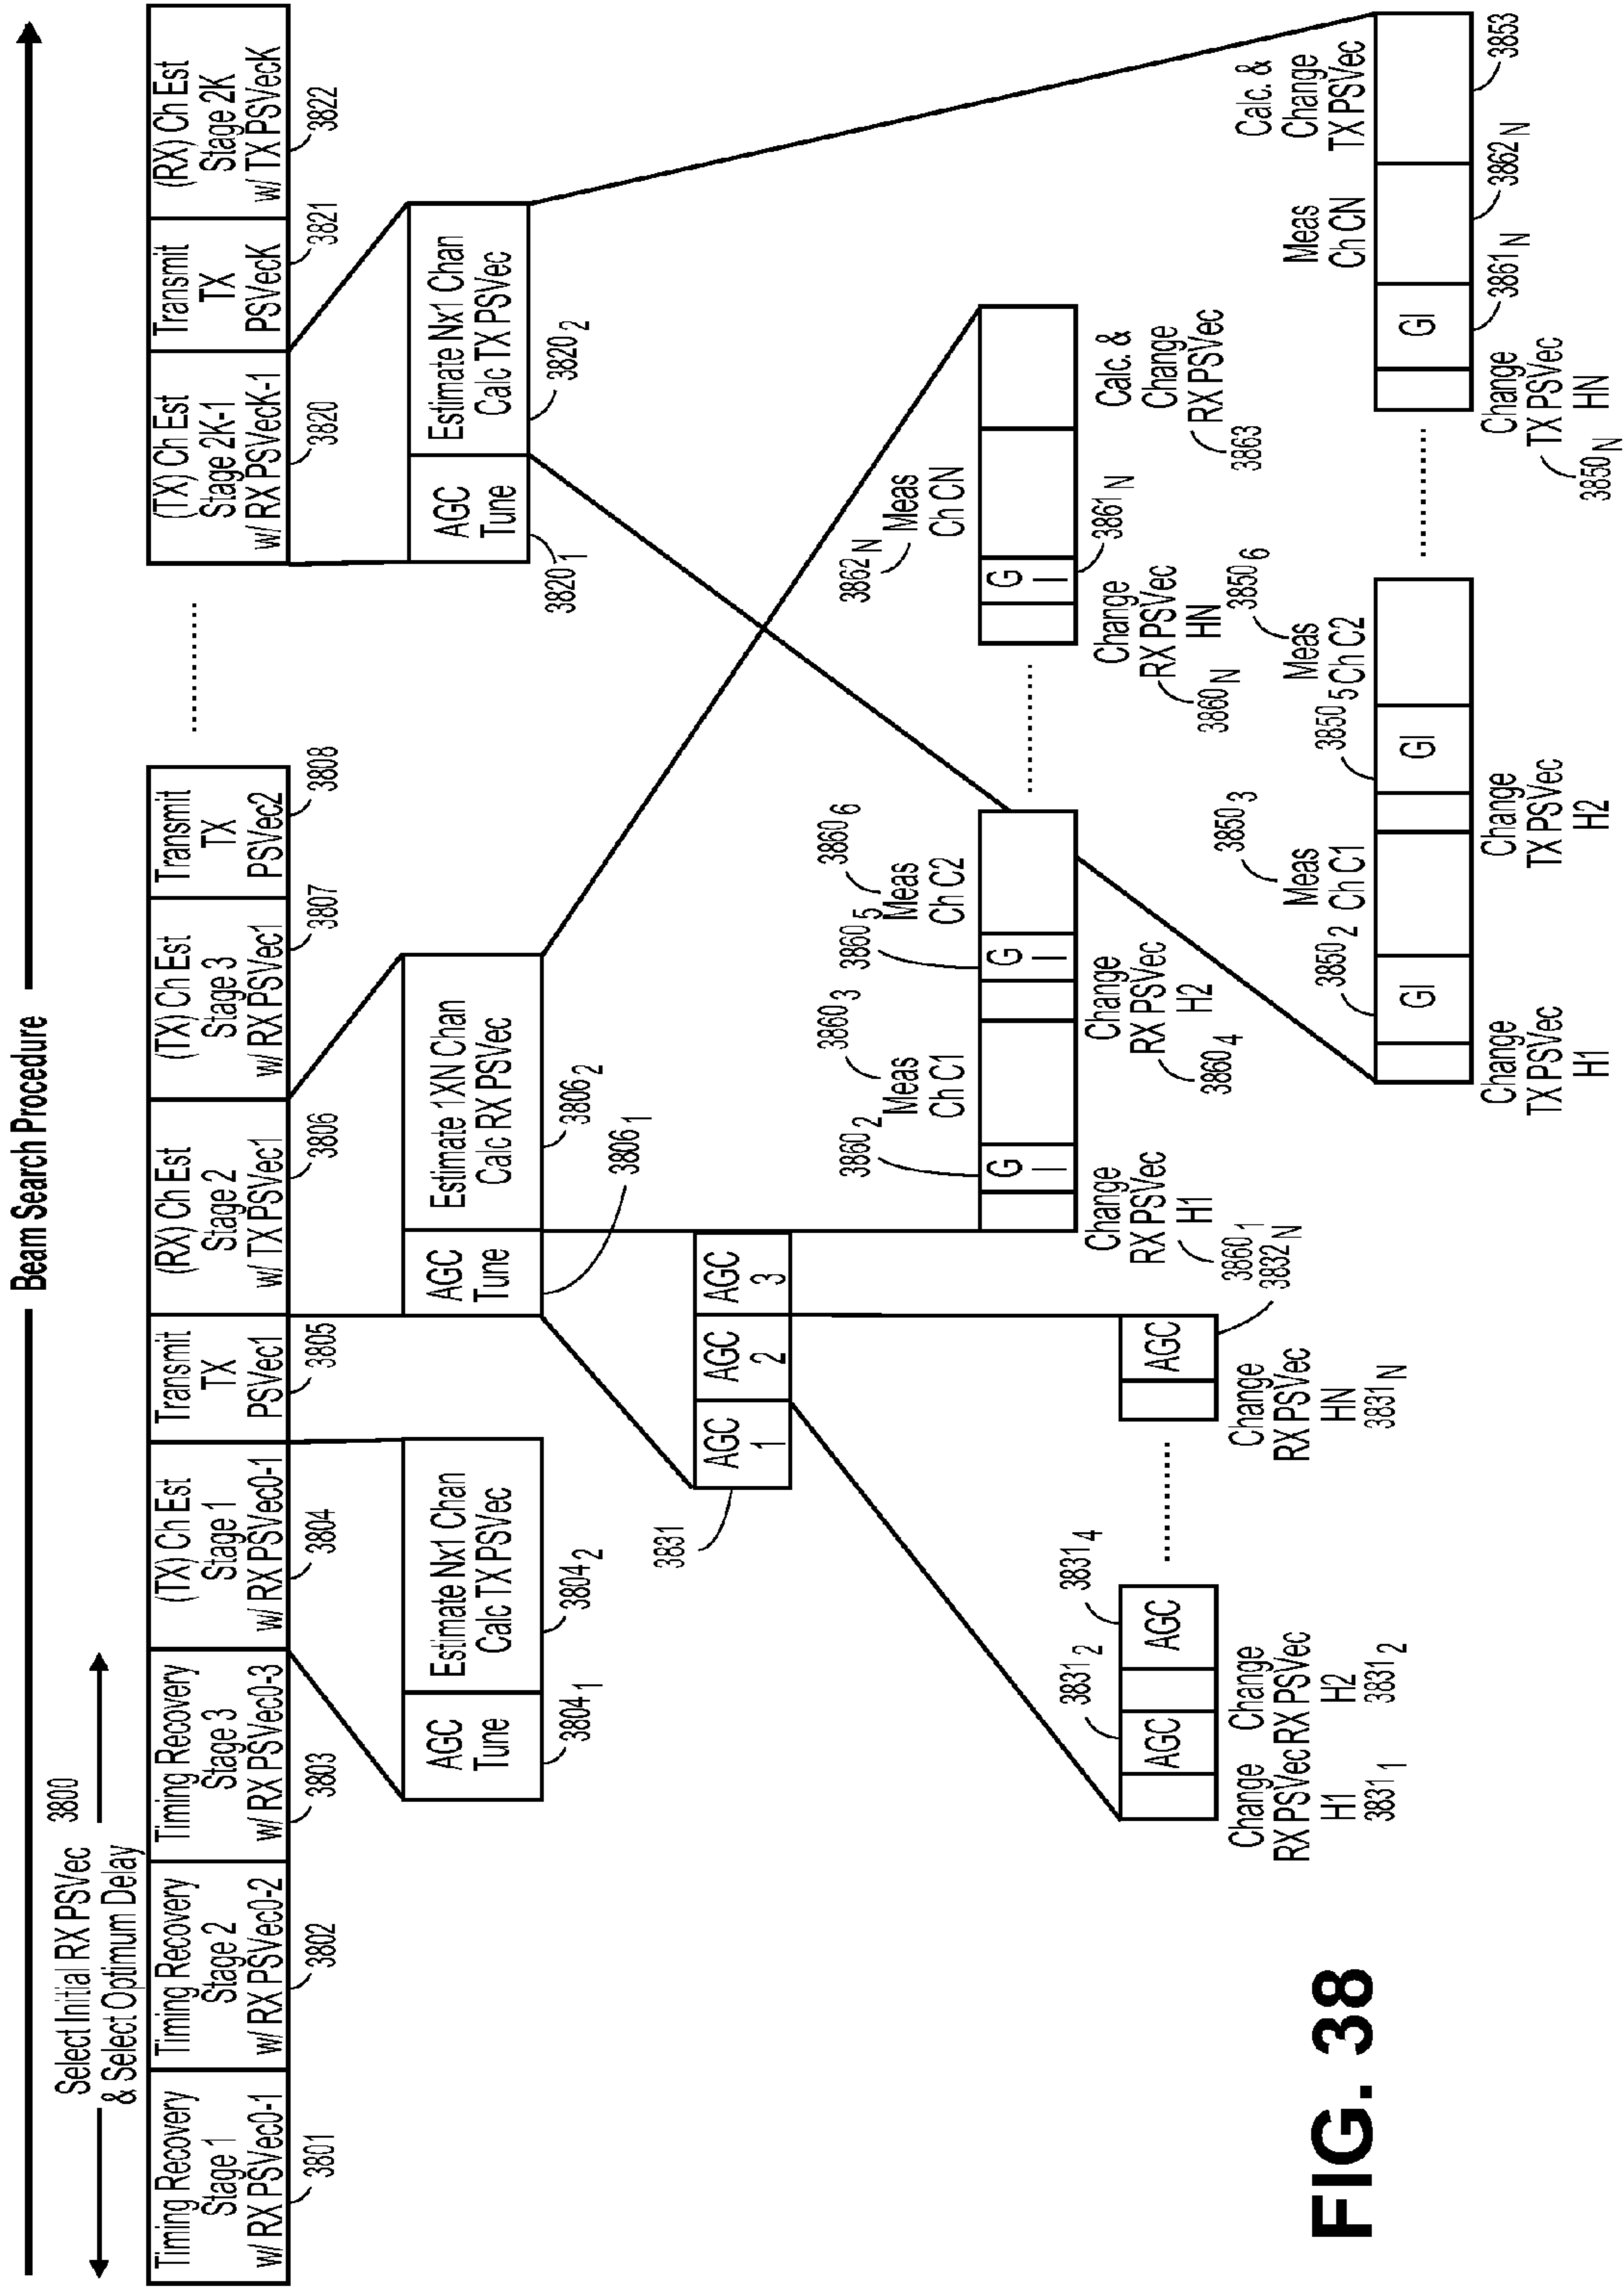 Beam Search Procedure
3800
Select Initial RX PSVec
& Select Optimum Delay
Timing Recovery
Stage 1
w/ RX PSVec0-1
3801
Timing Recovery
Stage 2
w/ RX PSVec0-2
3802
Timing Recovery
Stage 3
w/ RX PSVec0-3
3803
(TX) Ch Est
Stage 1
w/ RX PSVec0-1
3804
Transmit
TX
PSVec1
3805
(RX) Ch Est
Stage 2
w/ TX PSVec1
3806
(TX) Ch Est
Stage 3
w/ RX PSVec1
3807
Transmit
TX
PSVec2
3808
(TX) Ch Est
Stage 2K-1
w/ RX PSVecK-1
3820
Transmit
TX
PSVecK
3821
(RX) Ch Est
Stage 2K
w/ TX PSVecK
3822
AGC
Tune
3804 1
Estimate Nx1 Chan
Calc TX PSVec
3804 2
AGC
Tune
3806 1
Estimate 1XN Chan
Calc RX PSVec
3806 2
AGC
Tune
3820 1
Estimate Nx1 Chan
Calc TX PSVec
3820 2
3831
AGC
1
AGC
2
AGC
3
3860 2
Meas
Ch C1
3860 3
3860 5
Meas
Ch C2
3860 6
3862 N
Meas
Ch CN
G I
G I
G I
3861 N
Change
RX PSVec
H1
3860 1
Change
RX PSVec
H2
3860 4
Change
RX PSVec
HN
3860 N
Calc. &
Change
RX PSVec
3863
3831 2
3831 4
AGC
AGC
AGC
3832 N
Change
RX PSVec
H1
3831 1
Change
RX PSVec
H2
3831 2
Change
RX PSVec
HN
3831 N
3850 2
Meas
Ch C1
3850 3
3850 5
Meas
Ch C2
3850 6
Meas
Ch CN
Calc. &
Change
TX PSVec
GI
GI
GI
3861 N
3862 N
3853
Change
TX PSVec
H1
Change
TX PSVec
H2
Change
TX PSVec
HN
3850 N
FIG. 38